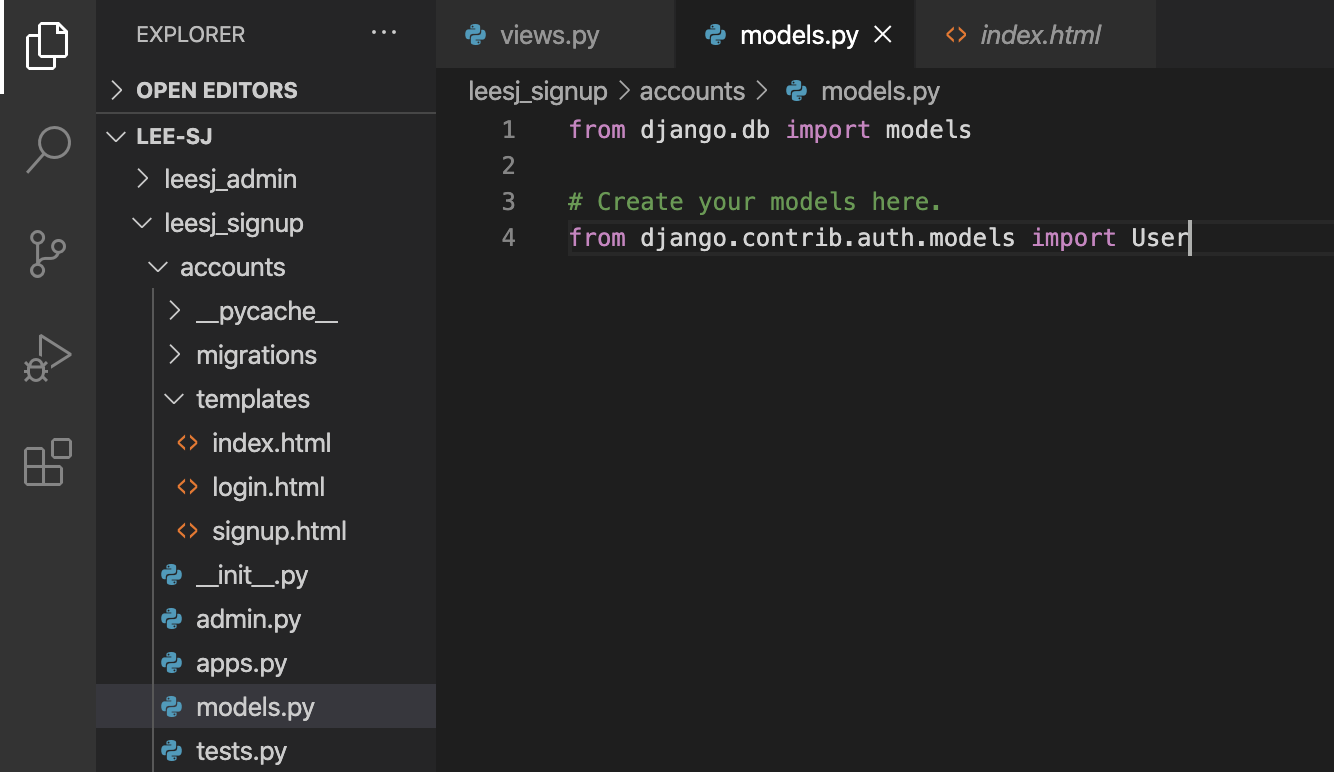 EXPLORER
OPEN EDITORS
LEE-SJ
leesj_admin
leesj_signup
accounts
__pycache__
migrations
templates
index.html
login.html
signup.html
__init__.py
admin.py
apps.py
models.py
tests.py
views.py
models.py
index.html
leesj_signup > accounts > models.py
1 from django.db import models
2
3 # Create your models here.
4 from django.contrib.auth.models import User